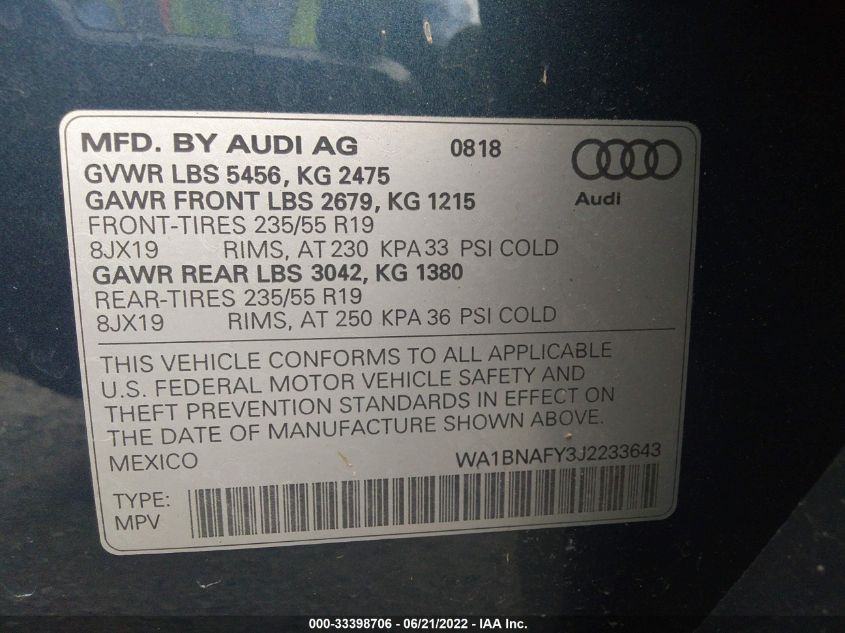 MFD. BY AUDI AG 0818
GVWR LBS 5456, KG 2475
GAWR FRONT LBS 2679, KG 1215 Audi
FRONT-TIRES 235/55 R19
8JX19 RIMS, AT 230 KPA 33 PSI COLD
GAWR REAR LBS 3042, KG 1380
REAR-TIRES 235/55 R19
8JX19 RIMS, AT 250 KPA 36 PSI COLD
THIS VEHICLE CONFORMS TO ALL APPLICABLE
U.S. FEDERAL MOTOR VEHICLE SAFETY AND
THEFT PREVENTION STANDARDS IN EFFECT ON
THE DATE OF MANUFACTURE SHOWN ABOVE.
MEXICO WA1BNAFY3J2233643
TYPE:
MPV
000-33398706 - 06/21/2022 - IAA Inc.